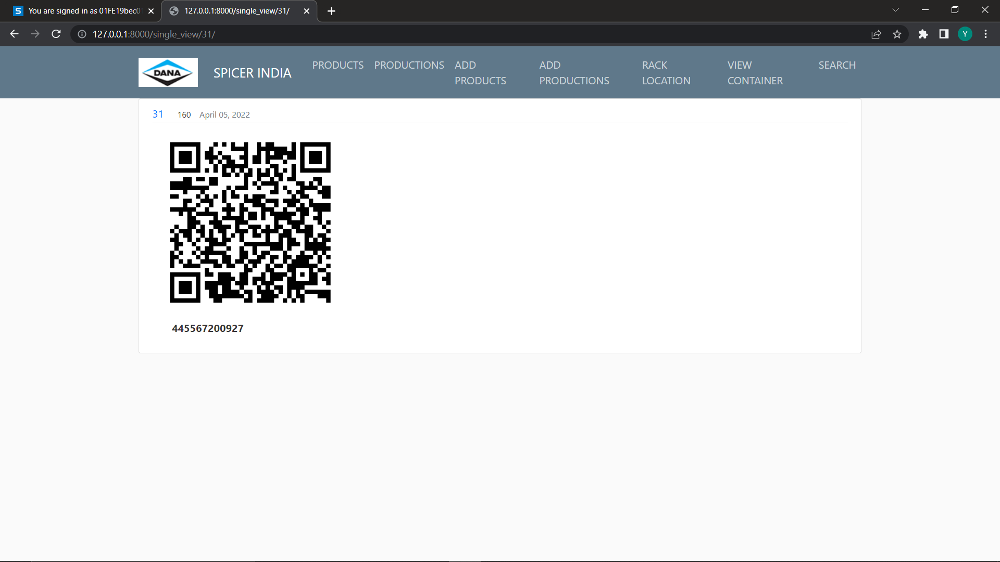 You are signed in as 01FE19bec0
127.0.0.1:8000/single_view/31/
127.0.0.1:8000/single_view/31/
Y
DANA
SPICER INDIA
PRODUCTS
PRODUCTIONS
ADD PRODUCTS
ADD PRODUCTIONS
RACK LOCATION
VIEW CONTAINER
SEARCH
31 160 April 05, 2022
445567200927